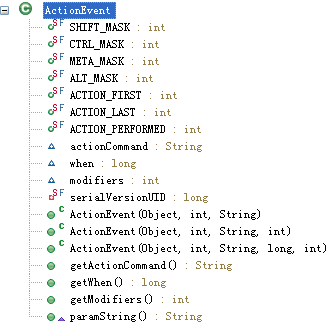 ActionEvent
SHIFT_MASK : int
CTRL_MASK : int
META_MASK : int
ALT_MASK : int
ACTION_FIRST : int
ACTION_LAST : int
ACTION_PERFORMED : int
actionCommand : String
when : long
modifiers : int
serialVersionUID : long
ActionEvent(Object, int, String)
ActionEvent(Object, int, String, int)
ActionEvent(Object, int, String, long, int)
getActionCommand() : String
getWhen() : long
getModifiers() : int
paramString() : String